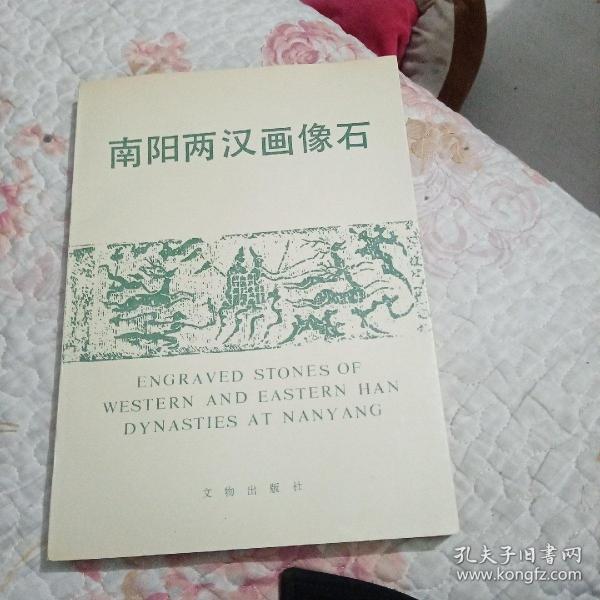 南阳两汉画像石
ENGRAVED STONES OF
WESTERN AND EASTERN HAN
DYNASTIES AT NANYANG
文物出版社
孔夫子旧書网
www.kongfz.com